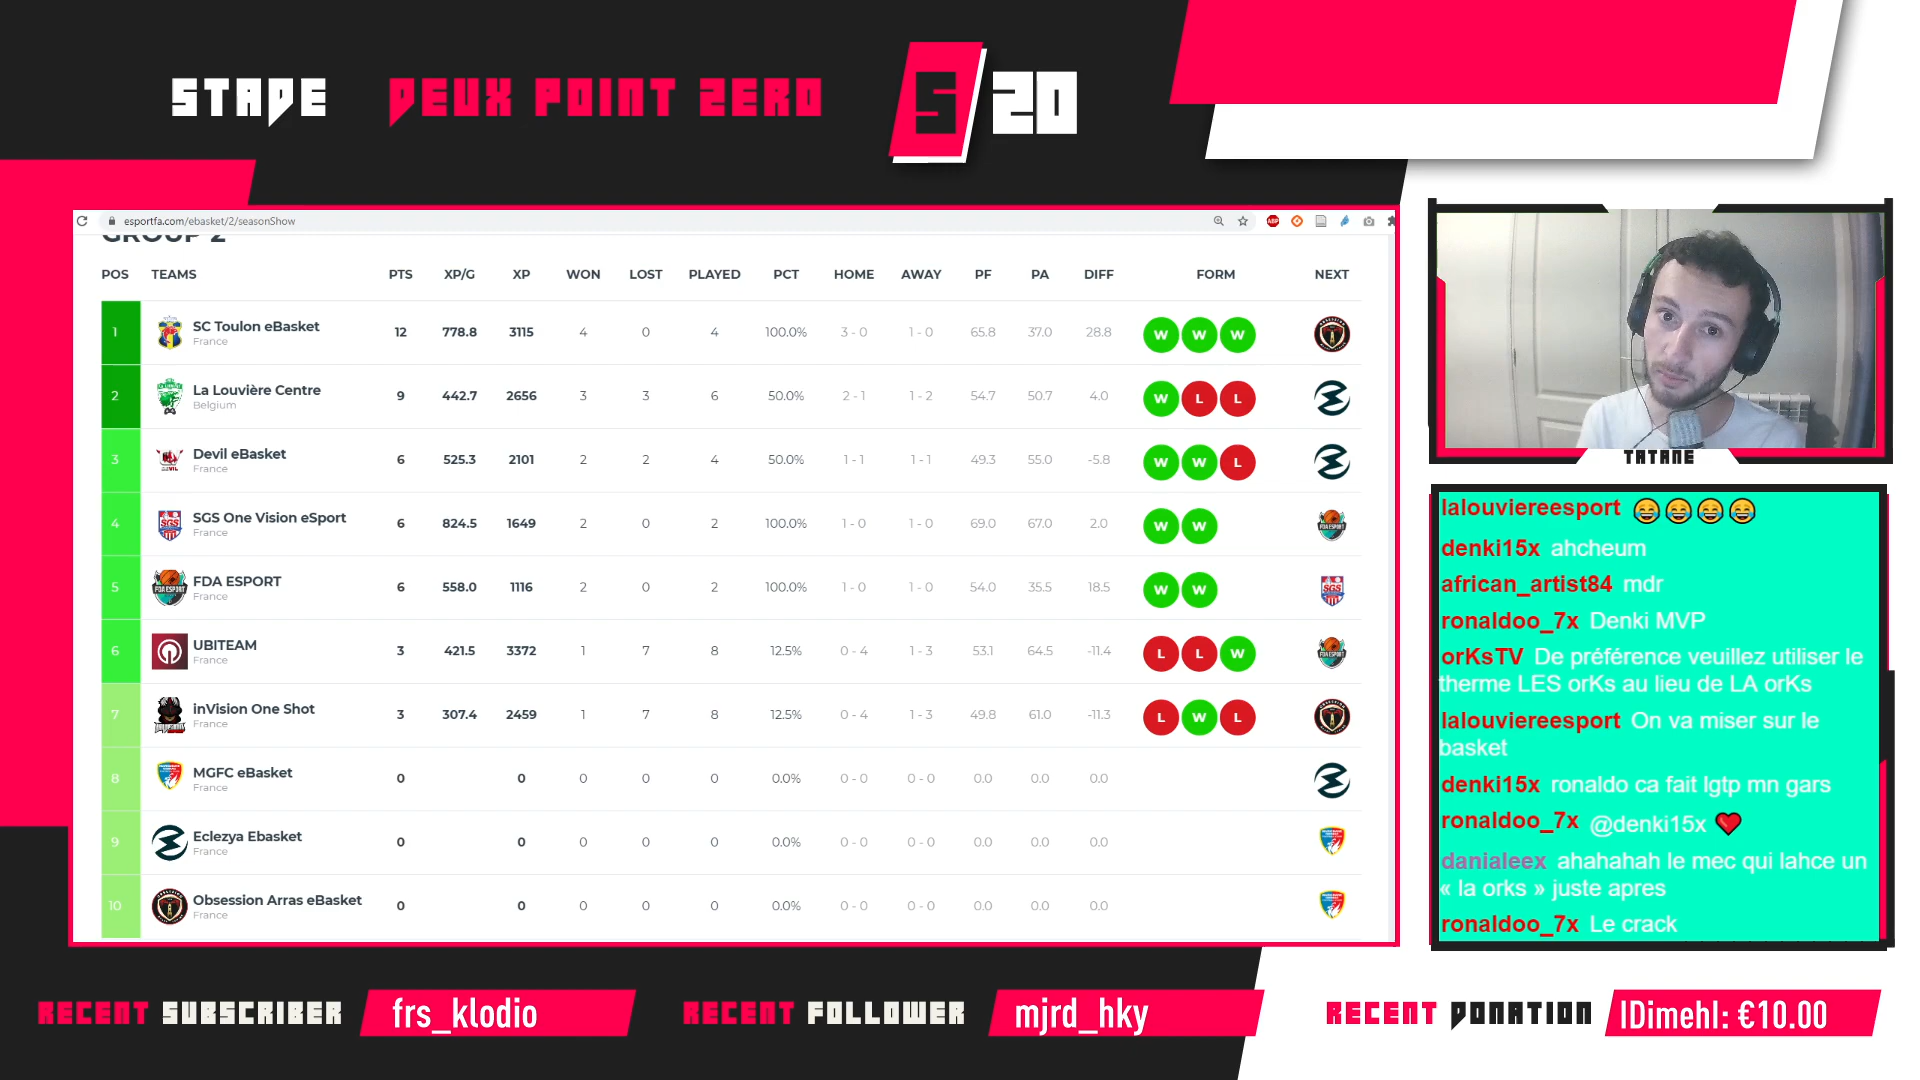 STADE DEUX POINT ZERO S/20
esportfa.com/ebasket/2/seasonShow
GROUP 2
POS TEAMS PTS XP/G XP WON LOST PLAYED PCT HOME AWAY PF PA DIFF FORM NEXT
1 SC Toulon eBasket 12 778.8 3115 4 0 4 100.0% 3 - 0 1 - 0 65.8 37.0 28.8 W W W
France
2 La Louvière Centre 9 442.7 2656 3 3 6 50.0% 2 - 1 1 - 2 54.7 50.7 4.0 W L L
Belgium
3 Devil eBasket 6 525.3 2101 2 2 4 50.0% 1 - 1 1 - 1 49.3 55.0 -5.8 W W L
France
4 SGS One Vision eSport 6 824.5 1649 2 0 2 100.0% 1 - 0 1 - 0 69.0 67.0 2.0 W W
France
5 FDA ESPORT 6 558.0 1116 2 0 2 100.0% 1 - 0 1 - 0 54.0 35.5 18.5 W W
France
6 UBITEAM 3 421.5 3372 1 7 8 12.5% 0 - 4 1 - 3 53.1 64.5 -11.4 L L W
France
7 inVision One Shot 3 307.4 2459 1 7 8 12.5% 0 - 4 1 - 3 49.8 61.0 -11.3 L W L
France
8 MGFC eBasket 0 0 0 0 0 0.0% 0 - 0 0 - 0 0.0 0.0 0.0
France
9 Eclezya Ebasket 0 0 0 0 0 0.0% 0 - 0 0 - 0 0.0 0.0 0.0
France
10 Obsession Arras eBasket 0 0 0 0 0 0.0% 0 - 0 0 - 0 0.0 0.0 0.0
France
TATANE
lalouviereesport 😂😂😂😂
denki15x ahcheum
african_artist84 mdr
ronaldoo_7x Denki MVP
orKsTV De préférence veuillez utiliser le
therme LES orKs au lieu de LA orKs
lalouviereesport On va miser sur le
basket
denki15x ronaldo ca fait lgtp mn gars
ronaldoo_7x @denki15x ❤
danialeex ahahahah le mec qui lahce un
« la orks » juste apres
ronaldoo_7x Le crack
RECENT SUBSCRIBER frs_klodio RECENT FOLLOWER mjrd_hky RECENT DONATION IDimehI: €10.00